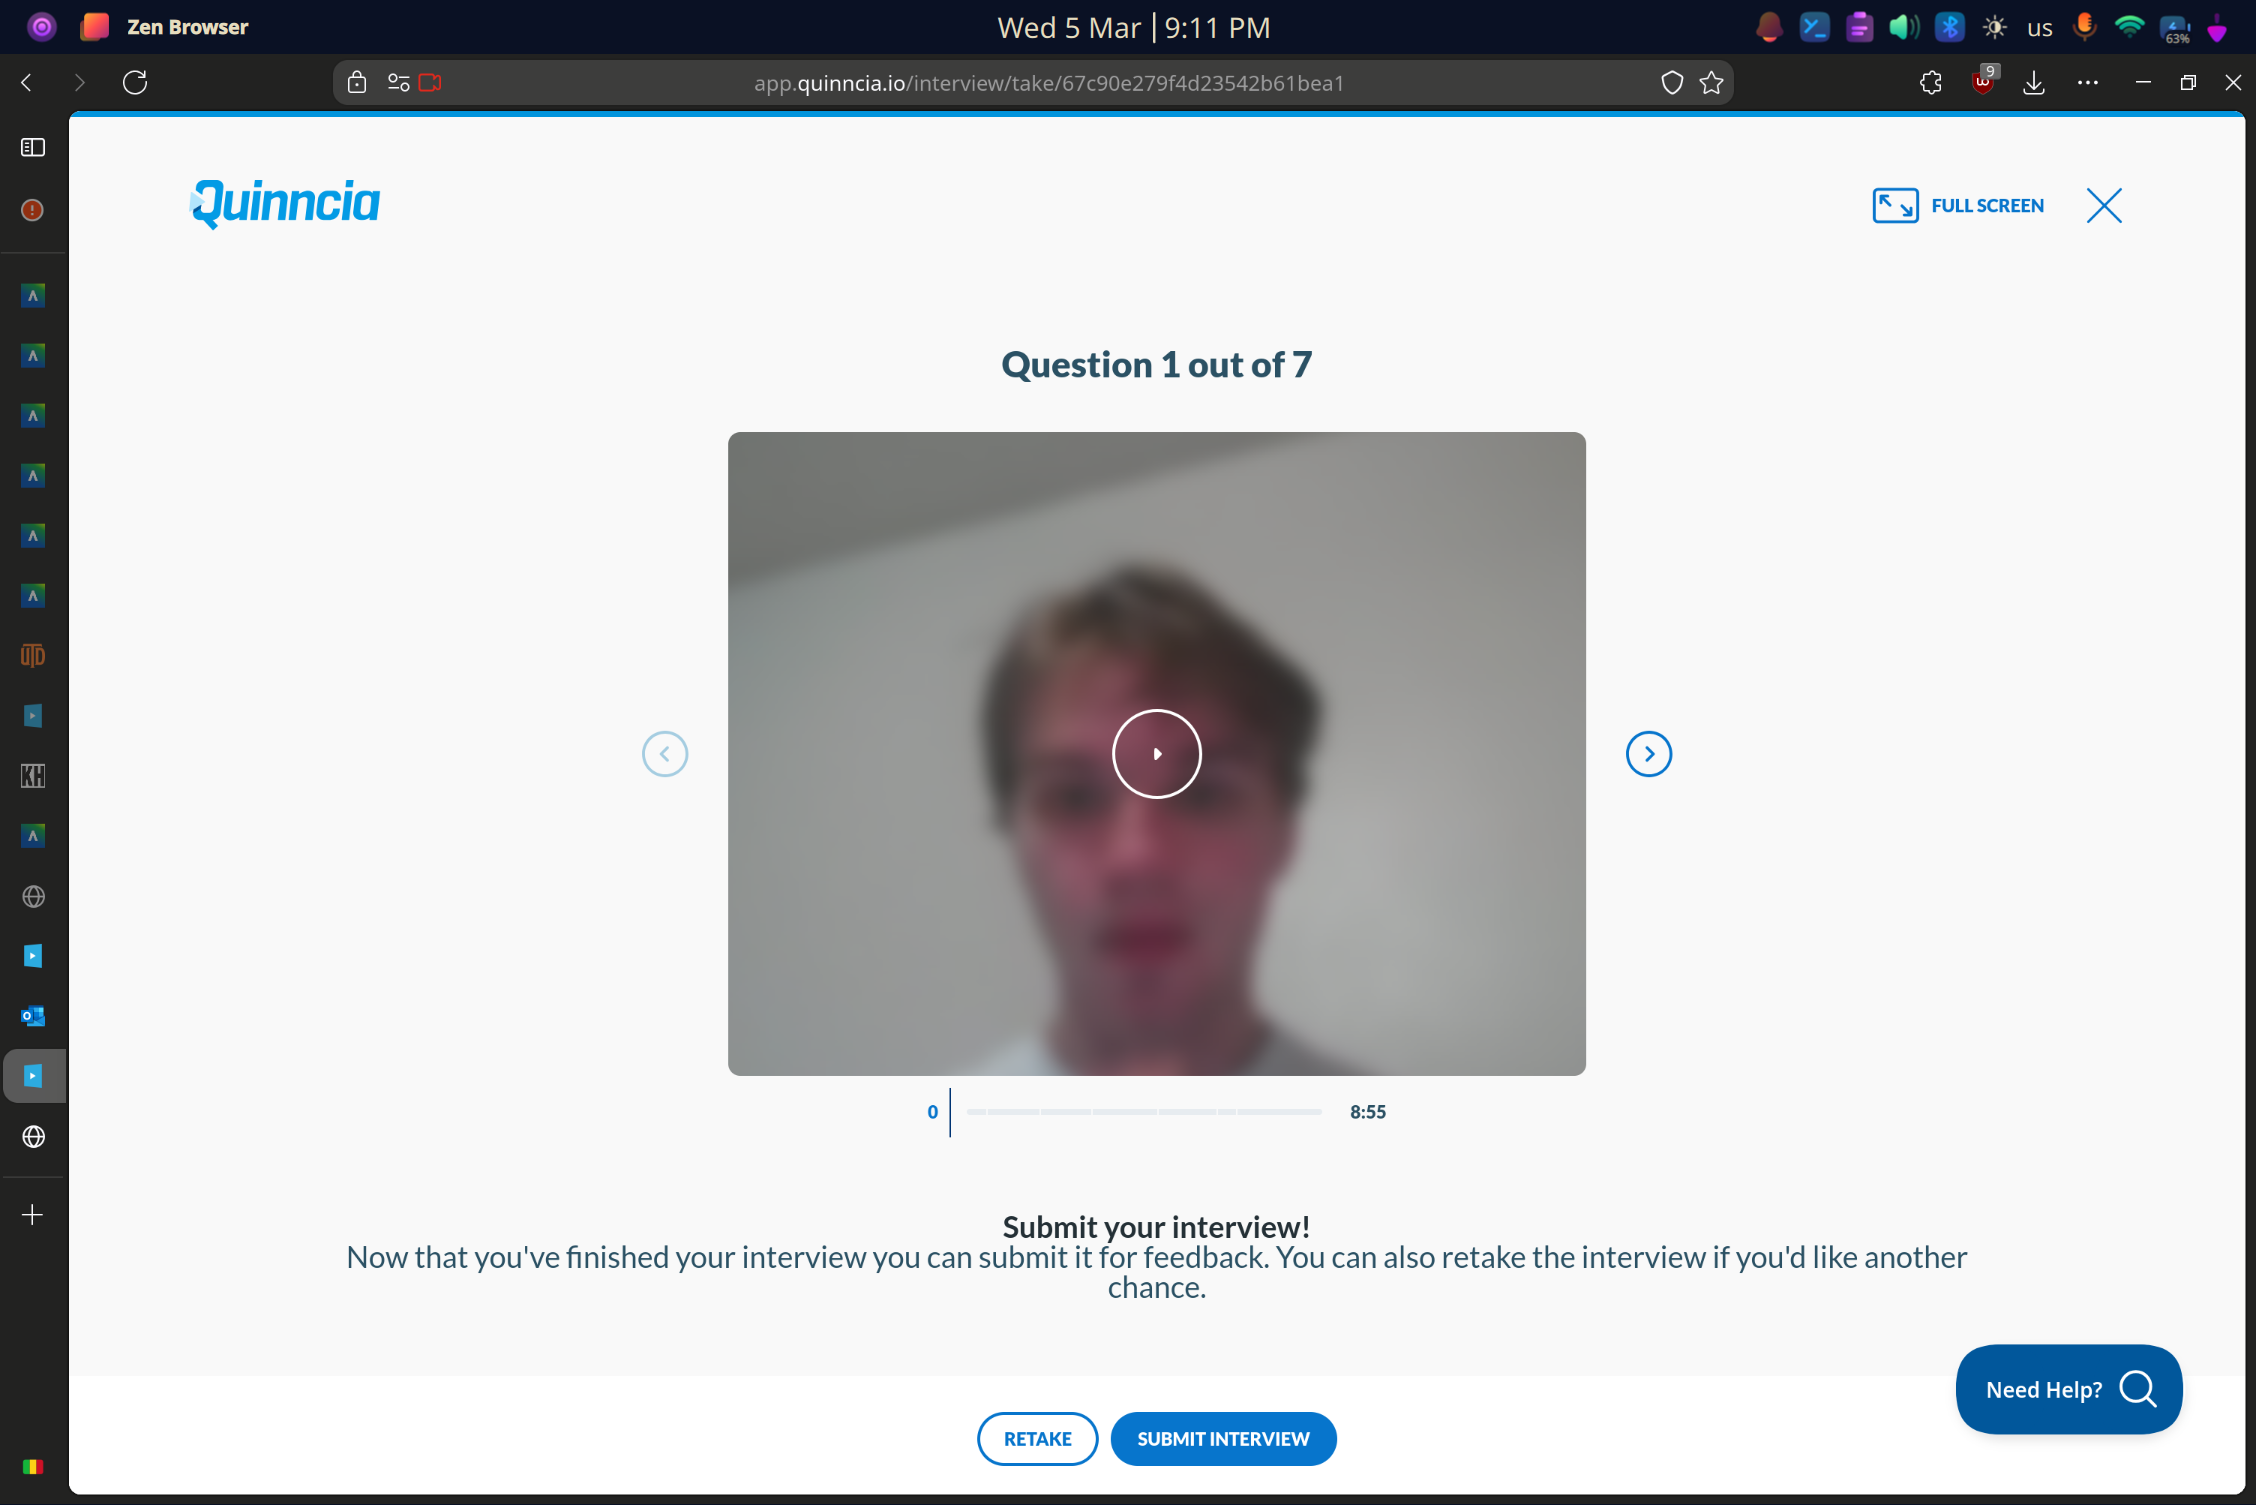 Zen Browser
Wed 5 Mar | 9:11 PM
us
63%
app.quinncia.io/interview/take/67c90e279f4d23542b61bea1
9
Quinncia
FULL SCREEN
UTD
KH
Question 1 out of 7
0
8:55
Submit your interview!
Now that you've finished your interview you can submit it for feedback. You can also retake the interview if you'd like another
chance.
Need Help?
RETAKE
SUBMIT INTERVIEW